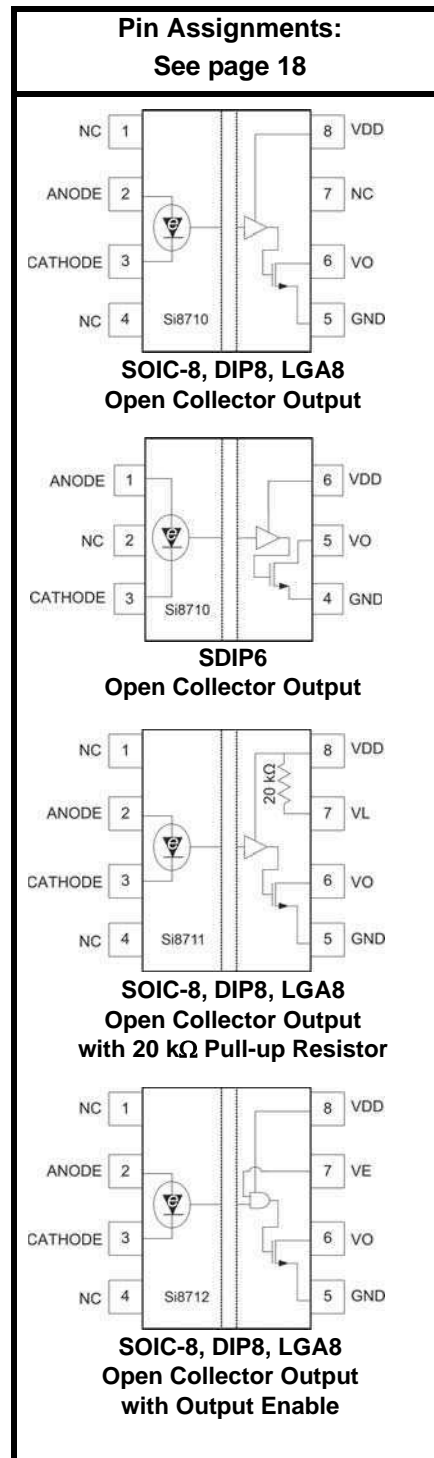 Pin Assignments:
See page 18
NC 1
8 VDD
ANODE 2
7 NC
CATHODE 3
6 VO
NC 4
Si8710
5 GND
SOIC-8, DIP8, LGA8
Open Collector Output
ANODE 1
6 VDD
NC 2
5 VO
CATHODE 3
Si8710
4 GND
SDIP6
Open Collector Output
NC 1
8 VDD
20 kΩ
ANODE 2
7 VL
CATHODE 3
6 VO
NC 4
Si8711
5 GND
SOIC-8, DIP8, LGA8
Open Collector Output
with 20 kΩ Pull-up Resistor
NC 1
8 VDD
ANODE 2
7 VE
CATHODE 3
6 VO
NC 4
Si8712
5 GND
SOIC-8, DIP8, LGA8
Open Collector Output
with Output Enable